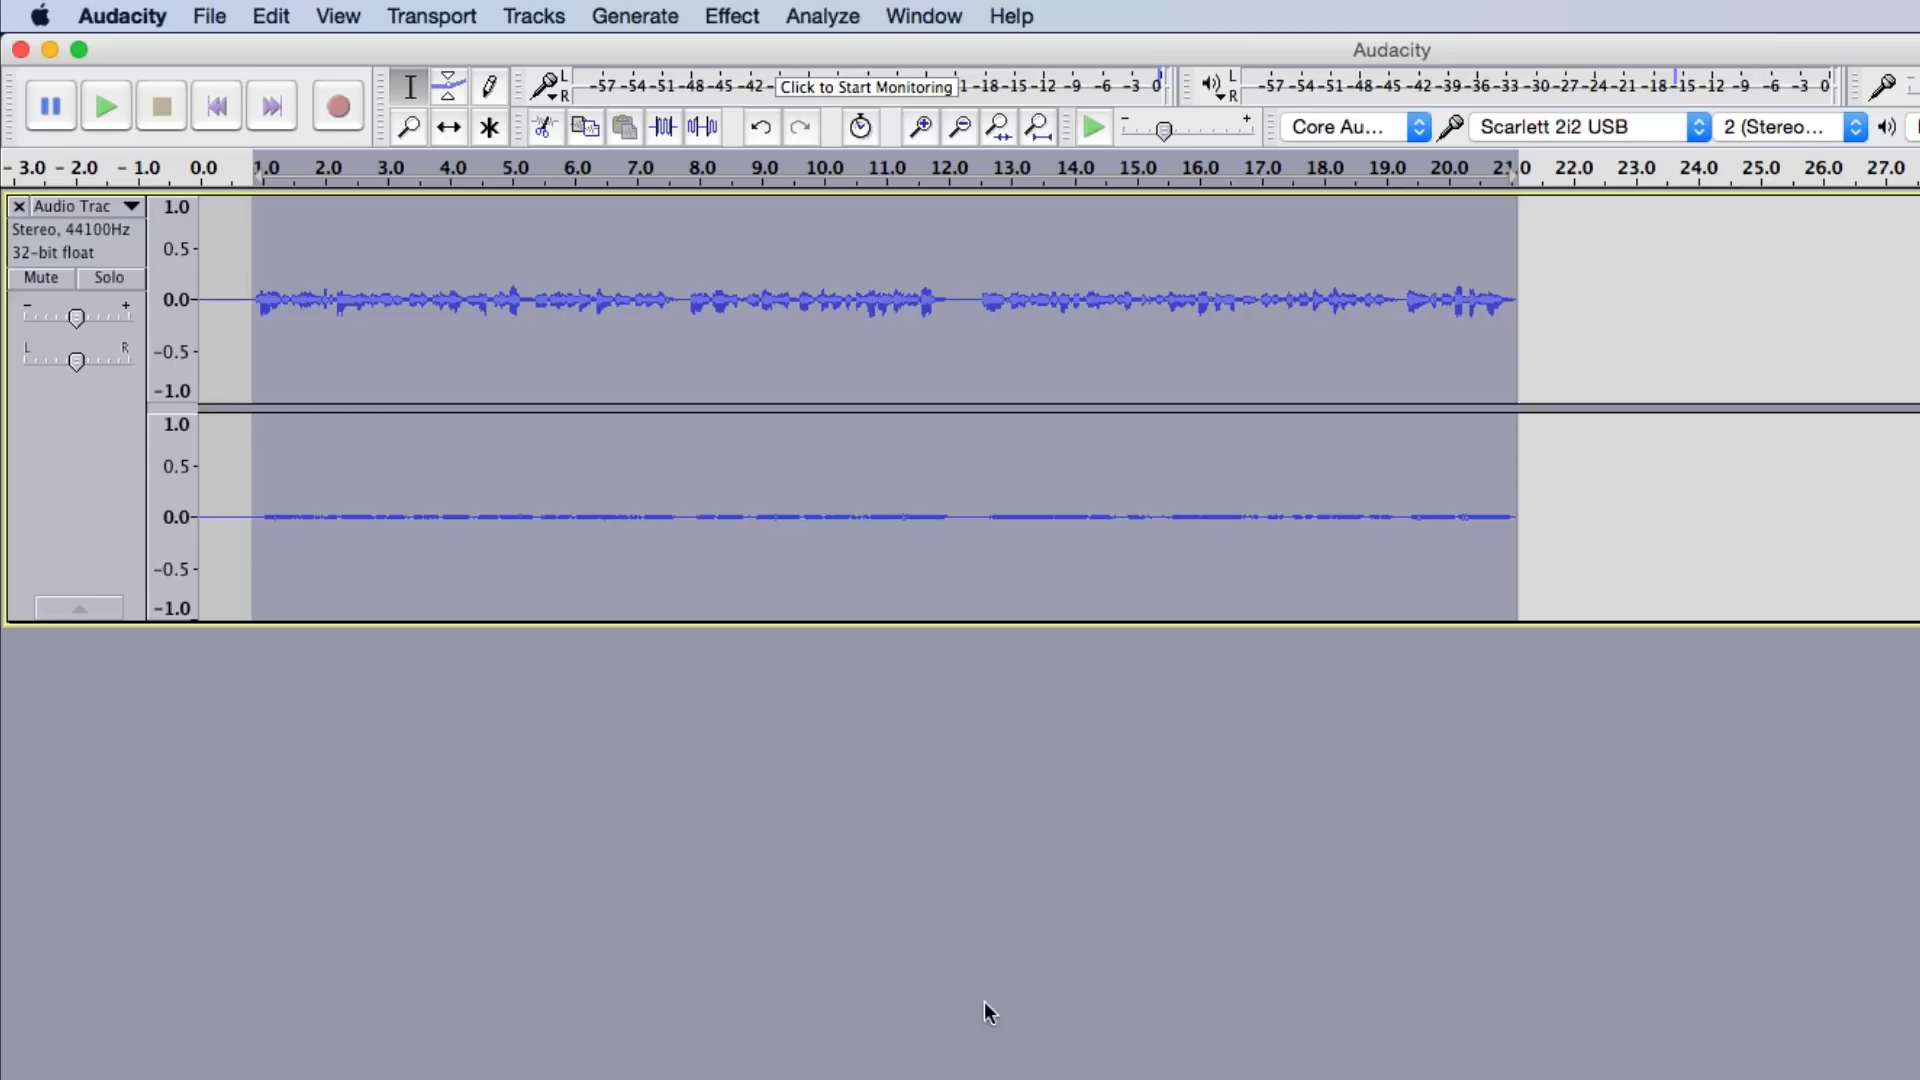 Audacity File Edit View Transport Tracks Generate Effect Analyze Window Help
Audacity
L -57 -54 -51 -48 -45 -42 - Click to Start Monitoring 1 -18 -15 -12 -9 -6 -3 0 L -57 -54 -51 -48 -45 -42 -39 -36 -33 -30 -27 -24 -21 -18 -15 -12 -9 -6 -3 0
R R
- + Core Au... Scarlett 2i2 USB 2 (Stereo...
- 3.0 - 2.0 - 1.0 0.0 1.0 2.0 3.0 4.0 5.0 6.0 7.0 8.0 9.0 10.0 11.0 12.0 13.0 14.0 15.0 16.0 17.0 18.0 19.0 20.0 21.0 22.0 23.0 24.0 25.0 26.0 27.0
Audio Trac 1.0
Stereo, 44100Hz
0.5
32-bit float
Mute Solo
- + 0.0
L R
-0.5
-1.0
1.0
0.5
0.0
-0.5
-1.0